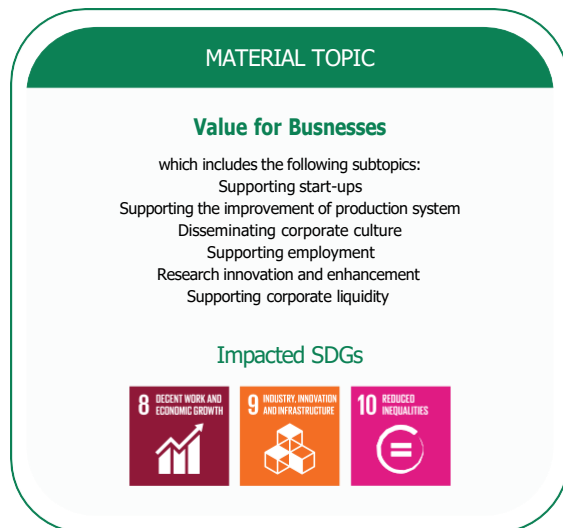 MATERIAL TOPIC
Value for Busnesses
which includes the following subtopics:
Supporting start-ups
Supporting the improvement of production system
Disseminating corporate culture
Supporting employment
Research innovation and enhancement
Supporting corporate liquidity
Impacted SDGs
8 DECENT WORK AND
ECONOMIC GROWTH
9 INDUSTRY, INNOVATION
AND INFRASTRUCTURE
10 REDUCED
INEQUALITIES